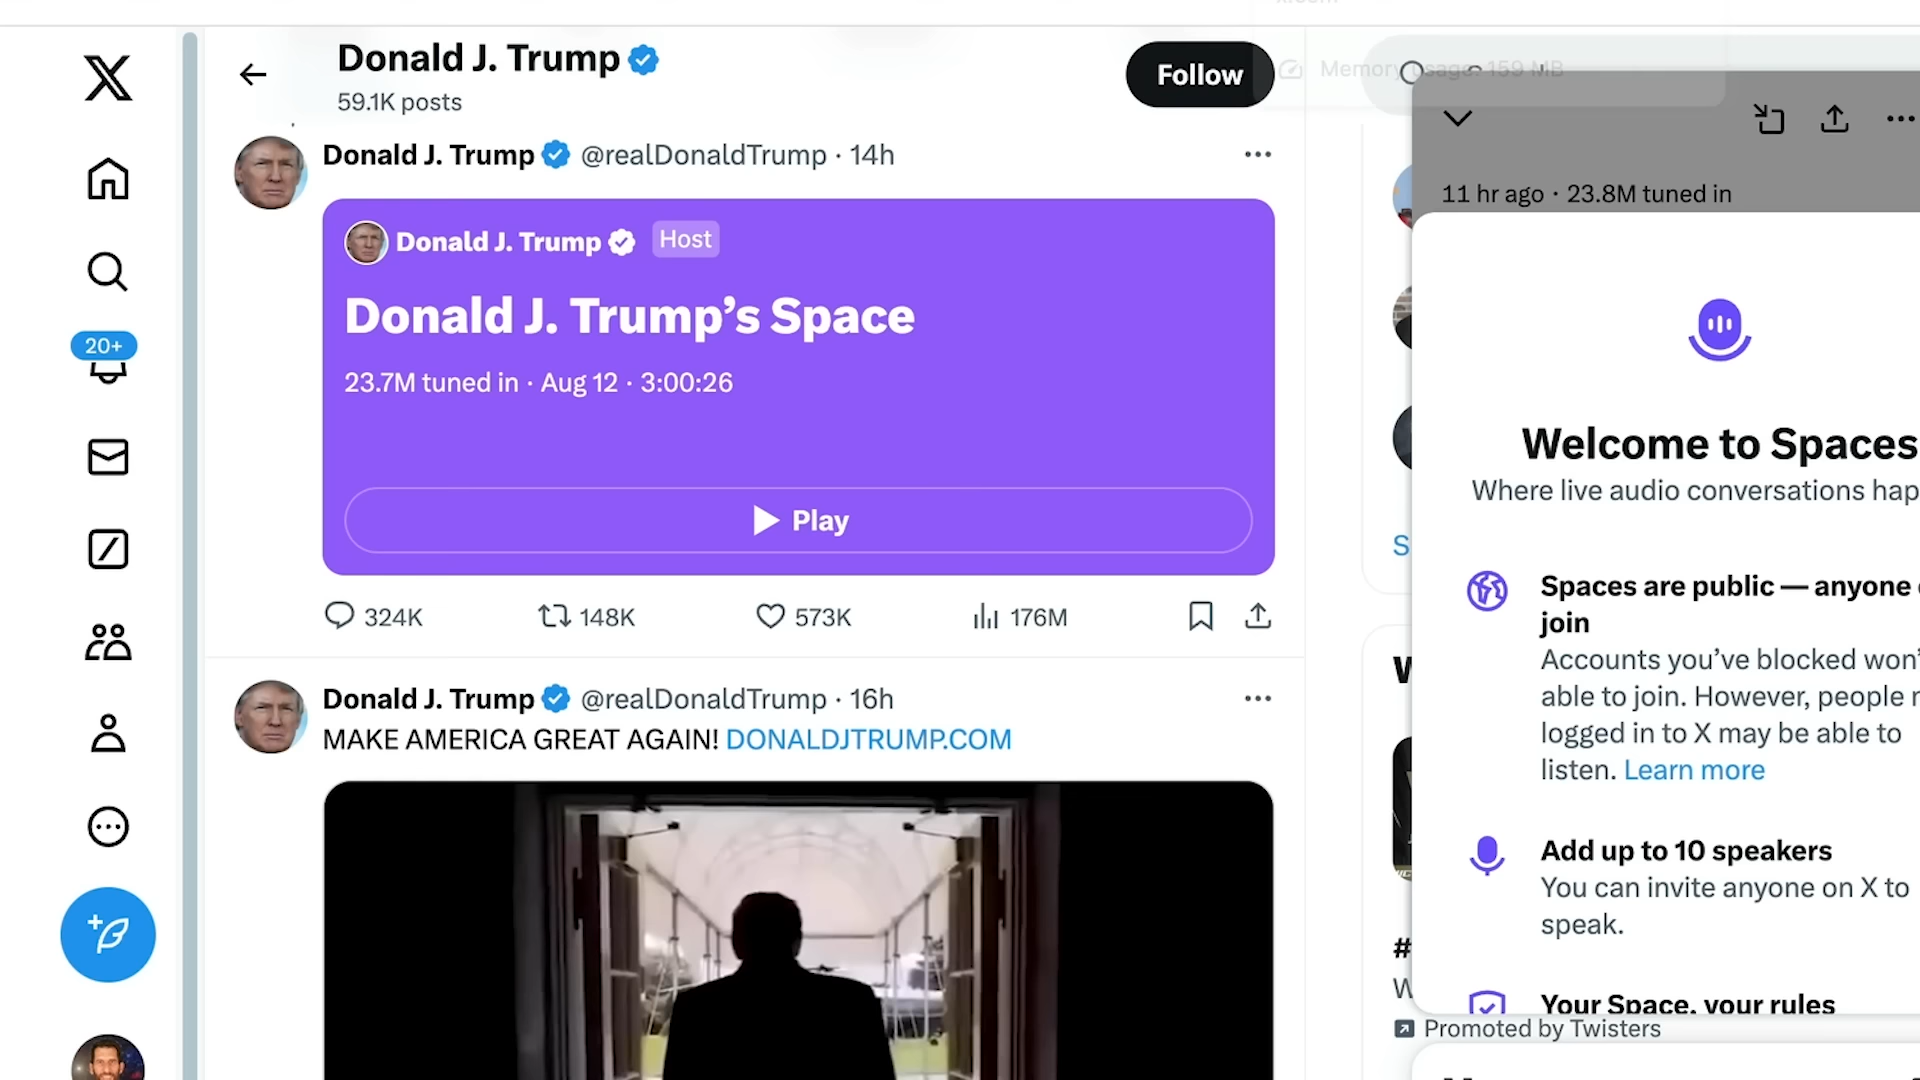 Donald J. Trump
59.1K posts
Follow
Memory usage: 159 MB
Donald J. Trump @realDonaldTrump · 14h
Donald J. Trump Host
Donald J. Trump’s Space
23.7M tuned in · Aug 12 · 3:00:26
Play
324K 148K 573K 176M
Donald J. Trump @realDonaldTrump · 16h
MAKE AMERICA GREAT AGAIN! DONALDJTRUMP.COM
20+
11 hr ago · 23.8M tuned in
Welcome to Spaces
Where live audio conversations hap
Spaces are public — anyone
join
Accounts you’ve blocked won’
able to join. However, people
logged in to X may be able to
listen. Learn more
Add up to 10 speakers
You can invite anyone on X to
speak.
Your Space, your rules
S
W
#
W
Promoted by Twisters